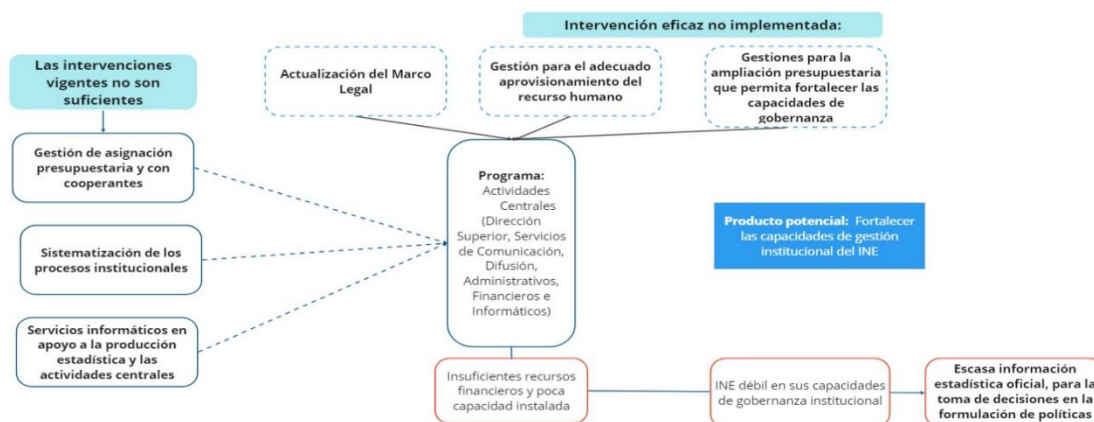 Intervención eficaz no implementada:
Las intervenciones
vigentes no son
suficientes
Actualización del Marco
Legal
Gestión para el adecuado
aprovisionamiento del
recurso humano
Gestiones para la
ampliación presupuestaria
que permita fortalecer las
capacidades de
gobernanza
Gestión de asignación
presupuestaria y con
cooperantes
Sistematización de los
procesos institucionales
Servicios informáticos en
apoyo a la producción
estadística y las
actividades centrales
Programa:
Actividades
Centrales
(Dirección
Superior, Servicios
de Comunicación,
Difusión,
Administrativos,
Financieros e
Informáticos)
Producto potencial: Fortalecer
las capacidades de gestión
institucional del INE
Insuficientes recursos
financieros y poca
capacidad instalada
INE débil en sus capacidades
de gobernanza institucional
Escasa información
estadística oficial, para la
toma de decisiones en la
formulación de políticas